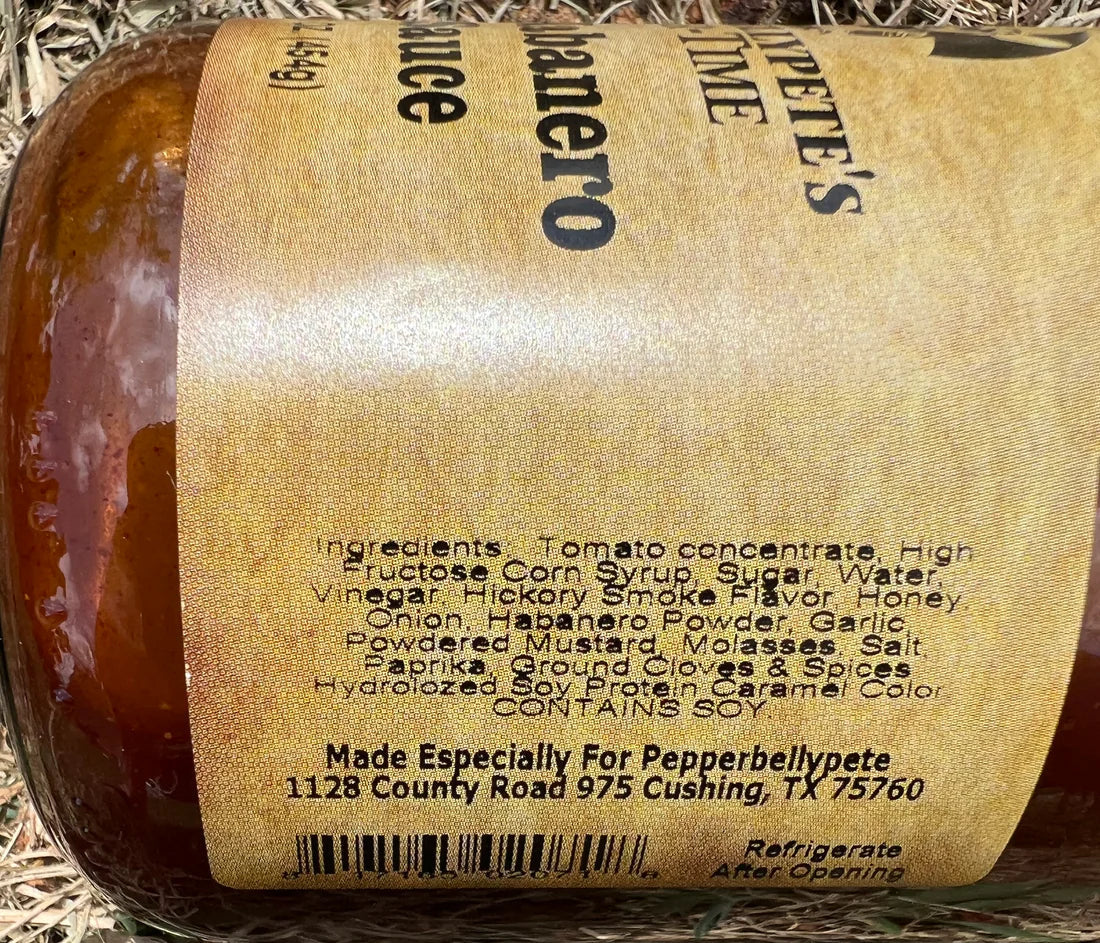 YPETE'S
TIME
banero
auce
(454g)
Ingredients: Tomato concentrate, High
Fructose Corn Syrup, Sugar, Water,
Vinegar, Hickory Smoke Flavor, Honey,
Onion, Habanero Powder, Garlic
Powdered Mustard, Molasses, Salt,
Paprika, Ground Cloves & Spices
Hydrolozed Soy Protein Caramel Color
CONTAINS SOY.
Made Especially For Pepperbellypete
1128 County Road 975 Cushing, TX 75760
Refrigerate
After Opening